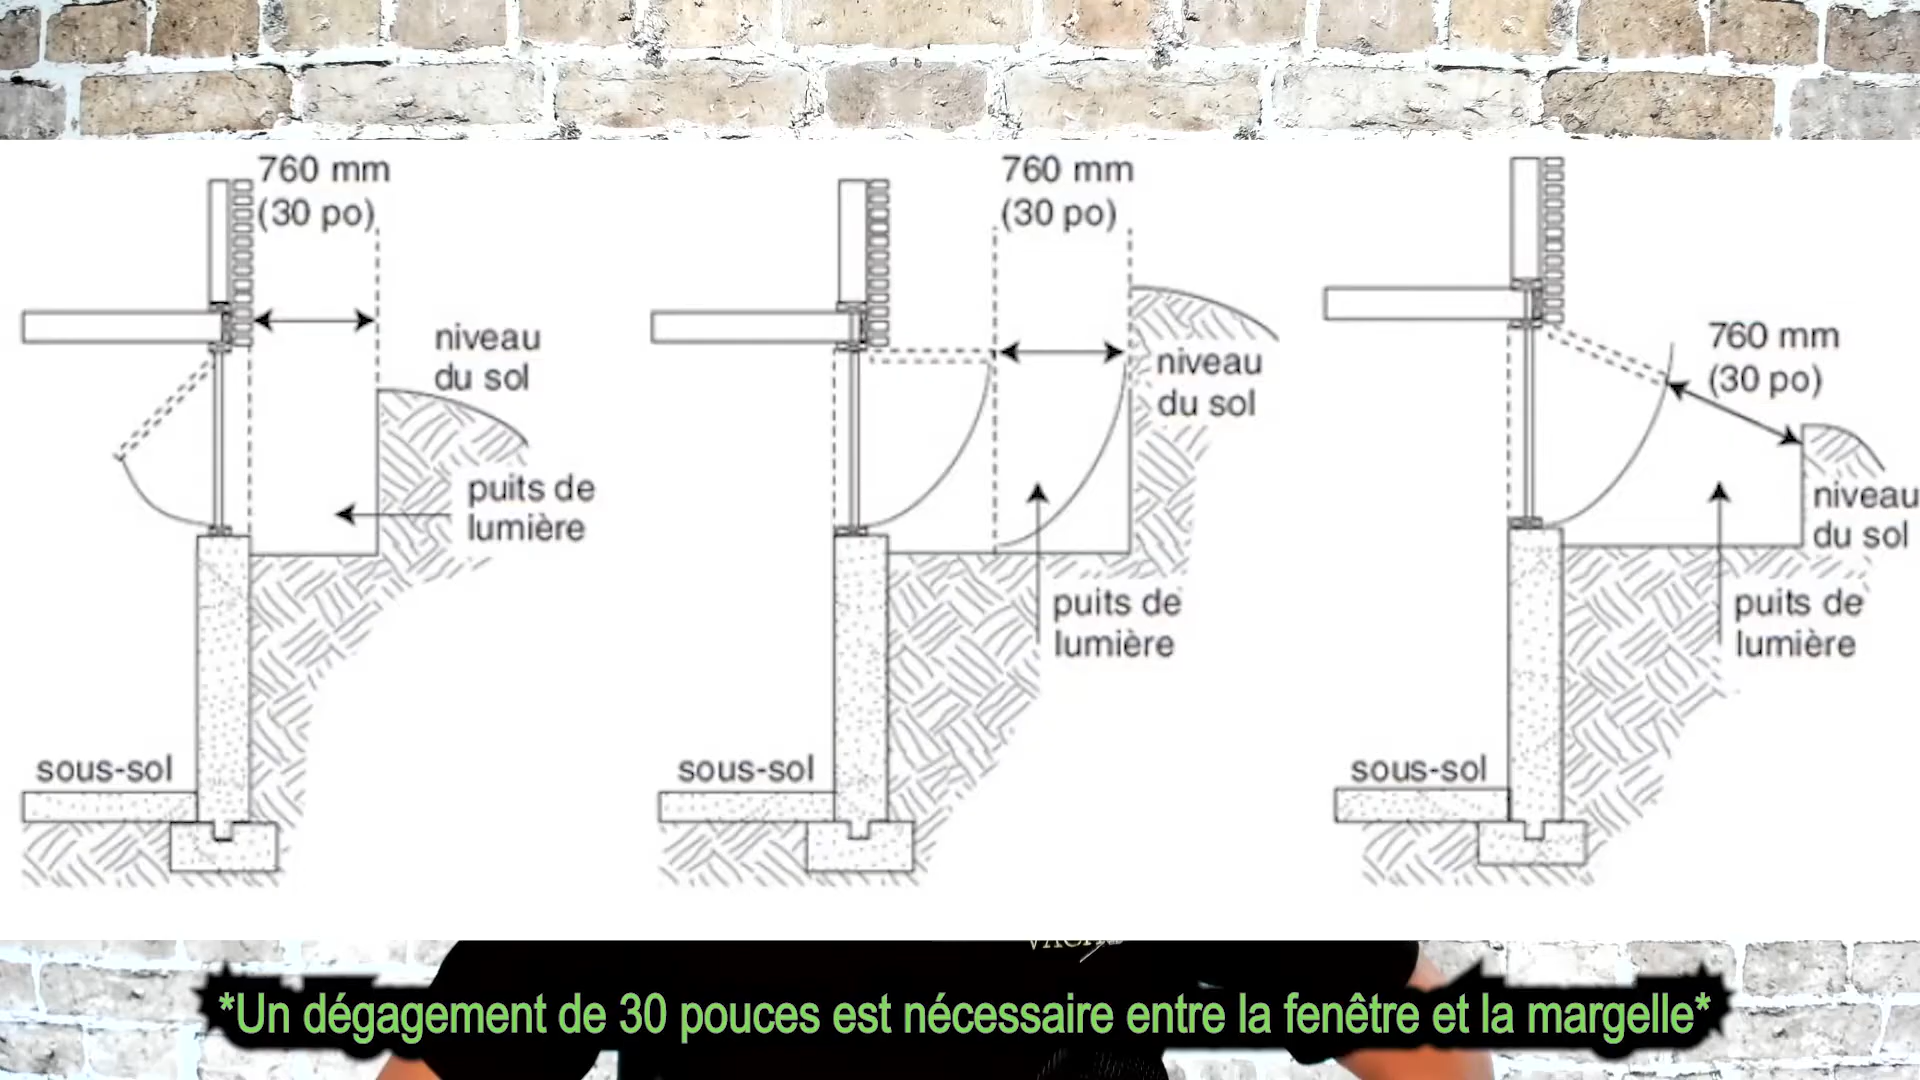 760 mm
(30 po)
niveau
du sol
puits de
lumière
sous-sol
760 mm
(30 po)
niveau
du sol
puits de
lumière
sous-sol
760 mm
(30 po)
niveau
du sol
puits de
lumière
sous-sol
*Un dégagement de 30 pouces est nécessaire entre la fenêtre et la margelle*